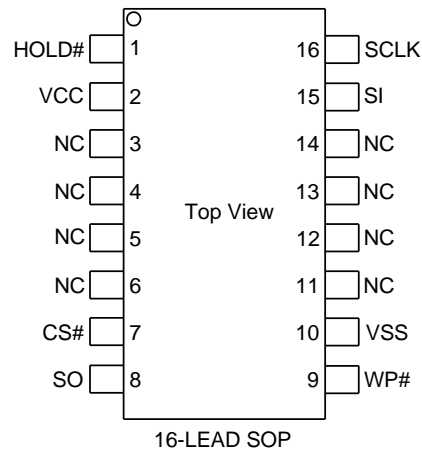 HOLD# 1 16 SCLK
VCC 2 15 SI
NC 3 14 NC
NC 4 13 NC
Top View
NC 5 12 NC
NC 6 11 NC
CS# 7 10 VSS
SO 8 9 WP#
16-LEAD SOP